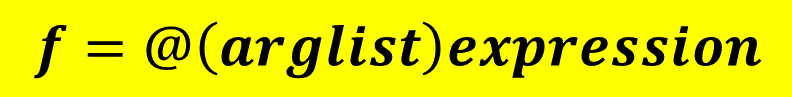 f = @(arglist)expression